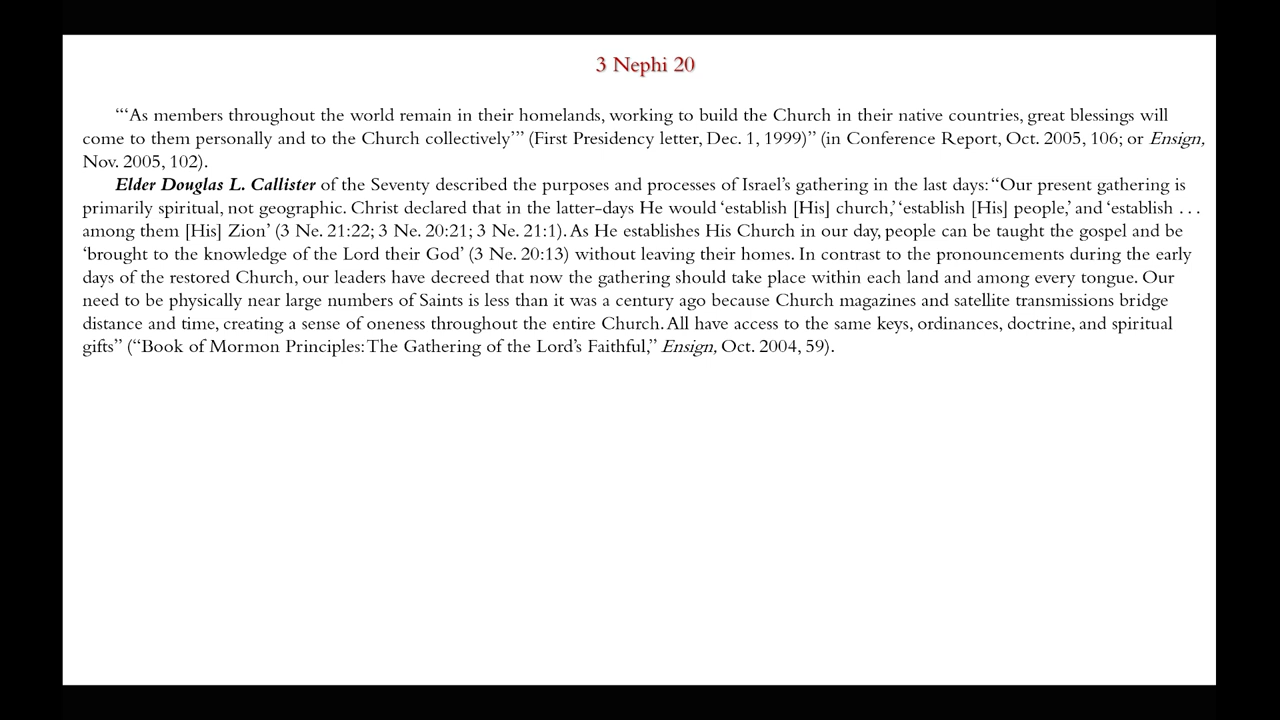 3 Nephi 20
“‘As members throughout the world remain in their homelands, working to build the Church in their native countries, great blessings will
come to them personally and to the Church collectively’” (First Presidency letter, Dec. 1, 1999)” (in Conference Report, Oct. 2005, 106; or Ensign,
Nov. 2005, 102).
Elder Douglas L. Callister of the Seventy described the purposes and processes of Israel’s gathering in the last days: “Our present gathering is
primarily spiritual, not geographic. Christ declared that in the latter-days He would ‘establish [His] church,’ ‘establish [His] people,’ and ‘establish . . .
among them [His] Zion’ (3 Ne. 21:22; 3 Ne. 20:21; 3 Ne. 21:1). As He establishes His Church in our day, people can be taught the gospel and be
‘brought to the knowledge of the Lord their God’ (3 Ne. 20:13) without leaving their homes. In contrast to the pronouncements during the early
days of the restored Church, our leaders have decreed that now the gathering should take place within each land and among every tongue. Our
need to be physically near large numbers of Saints is less than it was a century ago because Church magazines and satellite transmissions bridge
distance and time, creating a sense of oneness throughout the entire Church. All have access to the same keys, ordinances, doctrine, and spiritual
gifts” (“Book of Mormon Principles: The Gathering of the Lord’s Faithful,” Ensign, Oct. 2004, 59).